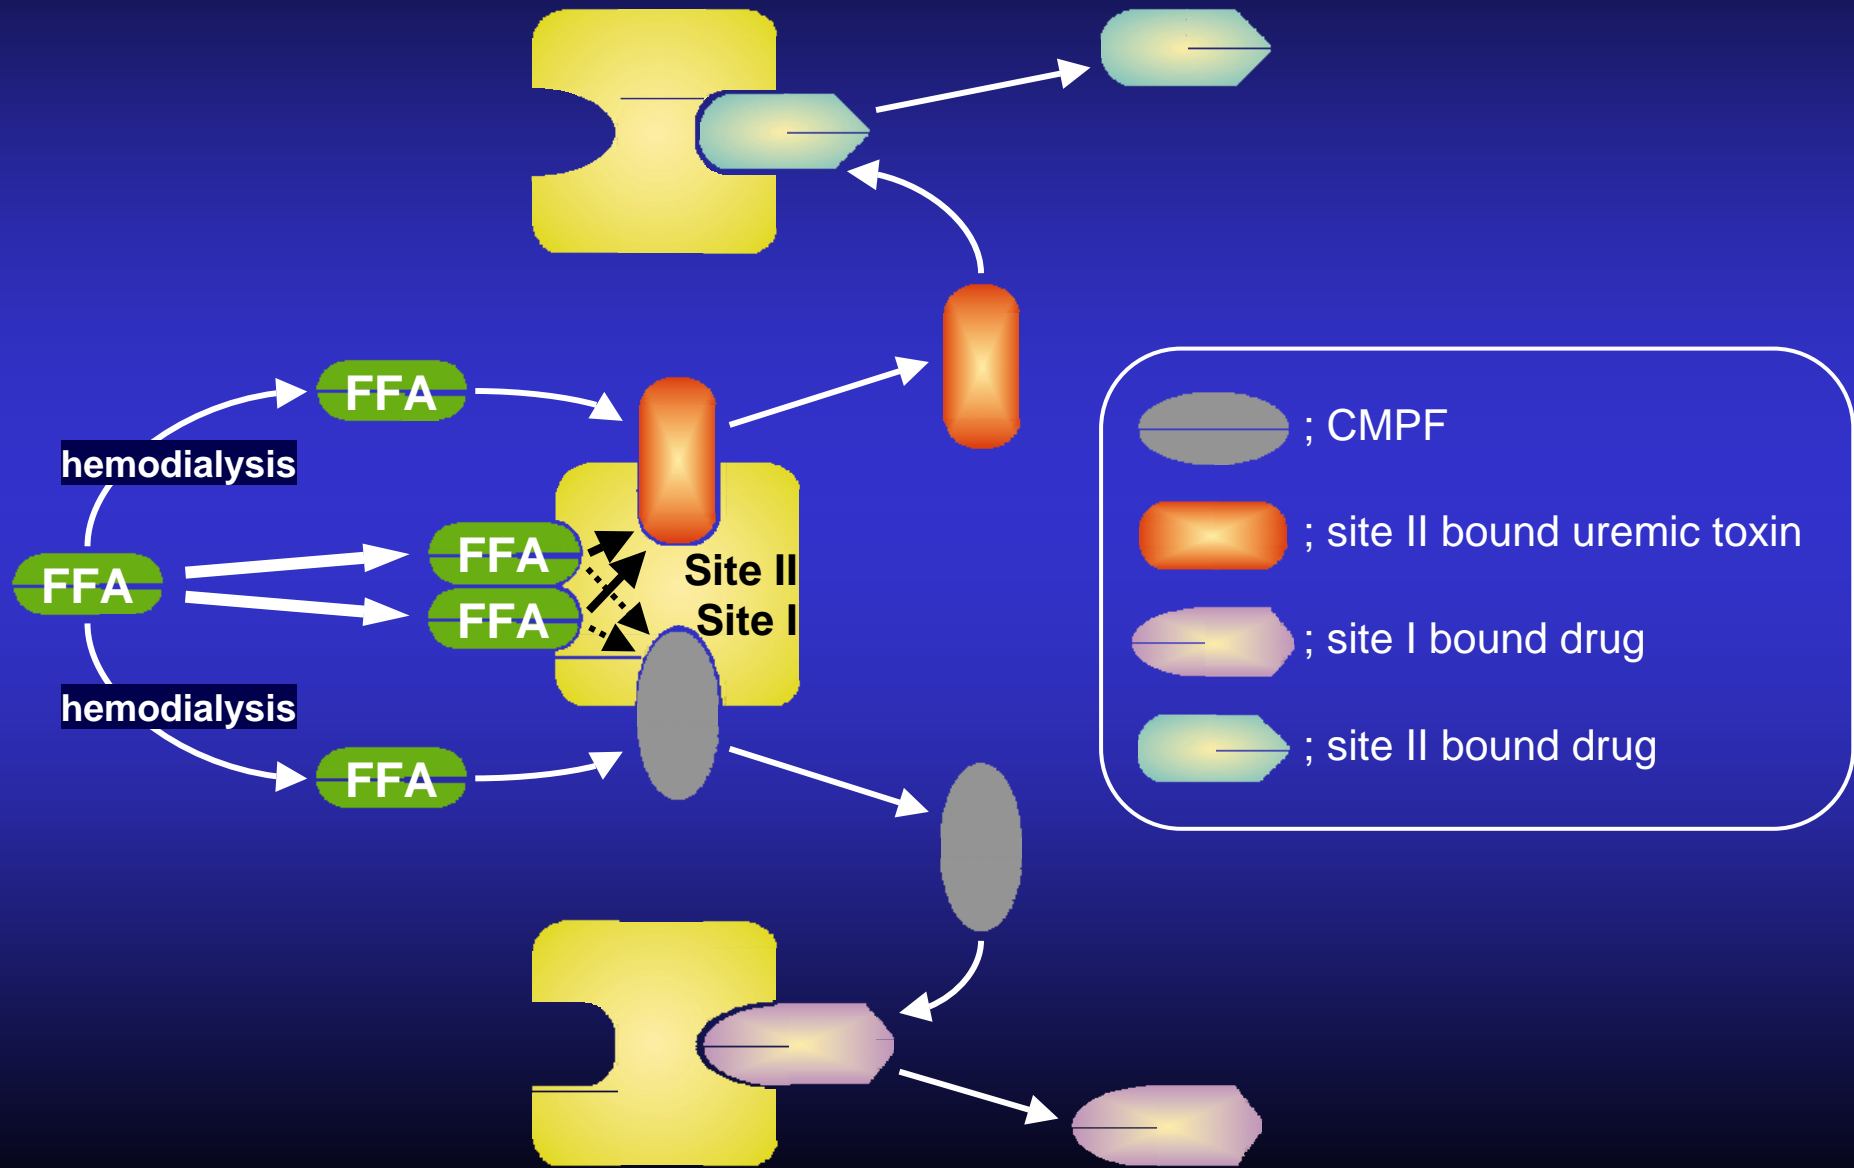 FFA
hemodialysis
FFA
FFA
FFA
Site II
Site I
hemodialysis
FFA
; CMPF
; site II bound uremic toxin
; site I bound drug
; site II bound drug